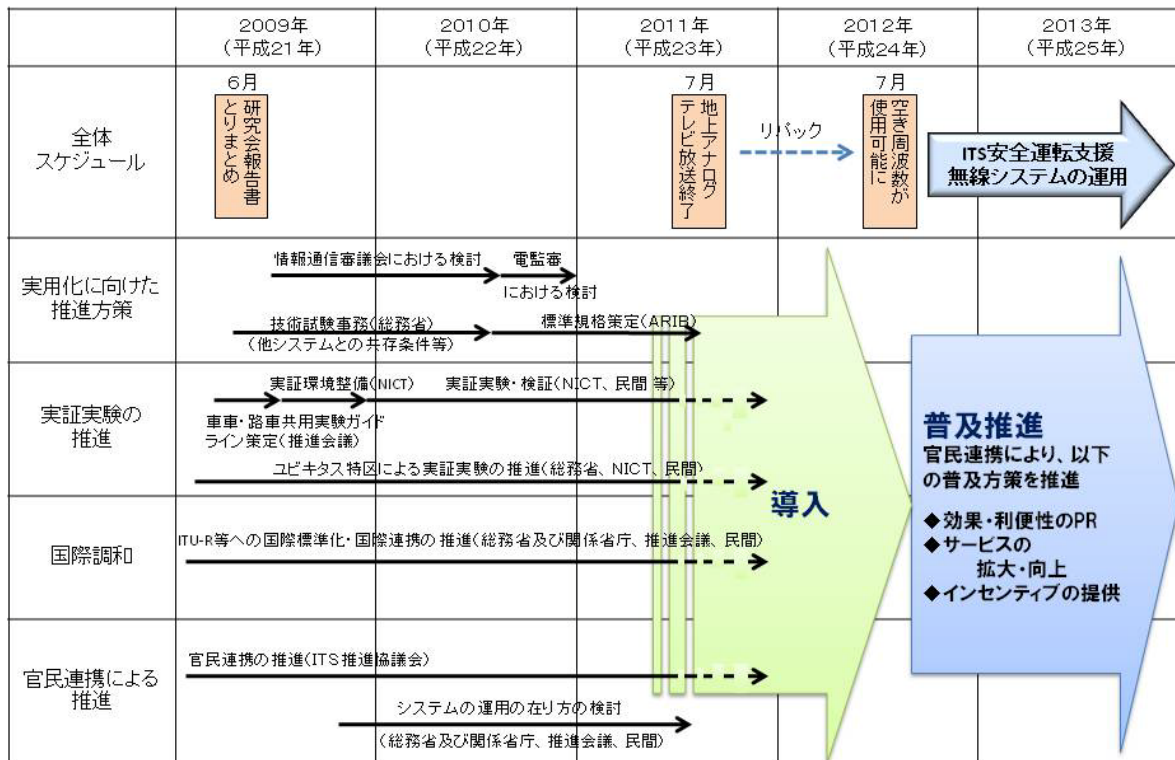 2009年
(平成21年)
2010年
(平成22年)
2011年
(平成23年)
2012年
(平成24年)
2013年
(平成25年)
全体
スケジュール
6月
研究会報告書
とりまとめ
7月
地上アナログ
テレビ放送終了
リパック
7月
空き周波数が
使用可能に
ITS安全運転支援
無線システムの運用
実用化に向けた
推進方策
情報通信審議会における検討
電監審
における検討
技術試験事務(総務省)
(他システムとの共存条件等)
標準規格策定(ARIB)
実証実験の
推進
実証環境整備(NICT)
実証実験・検証(NICT、民間 等)
車車・路車共用実験ガイド
ライン策定(推進会議)
ユビキタス特区による実証実験の推進(総務省、NICT、民間)
国際調和
ITU-R等への国際標準化・国際連携の推進(総務省及び関係省庁、推進会議、民間)
官民連携による
推進
官民連携の推進(ITS推進協議会)
システムの運用の在り方の検討
(総務省及び関係省庁、推進会議、民間)
導入
普及推進
官民連携により、以下
の普及方策を推進
◆効果・利便性のPR
◆サービスの
拡大・向上
◆インセンティブの提供